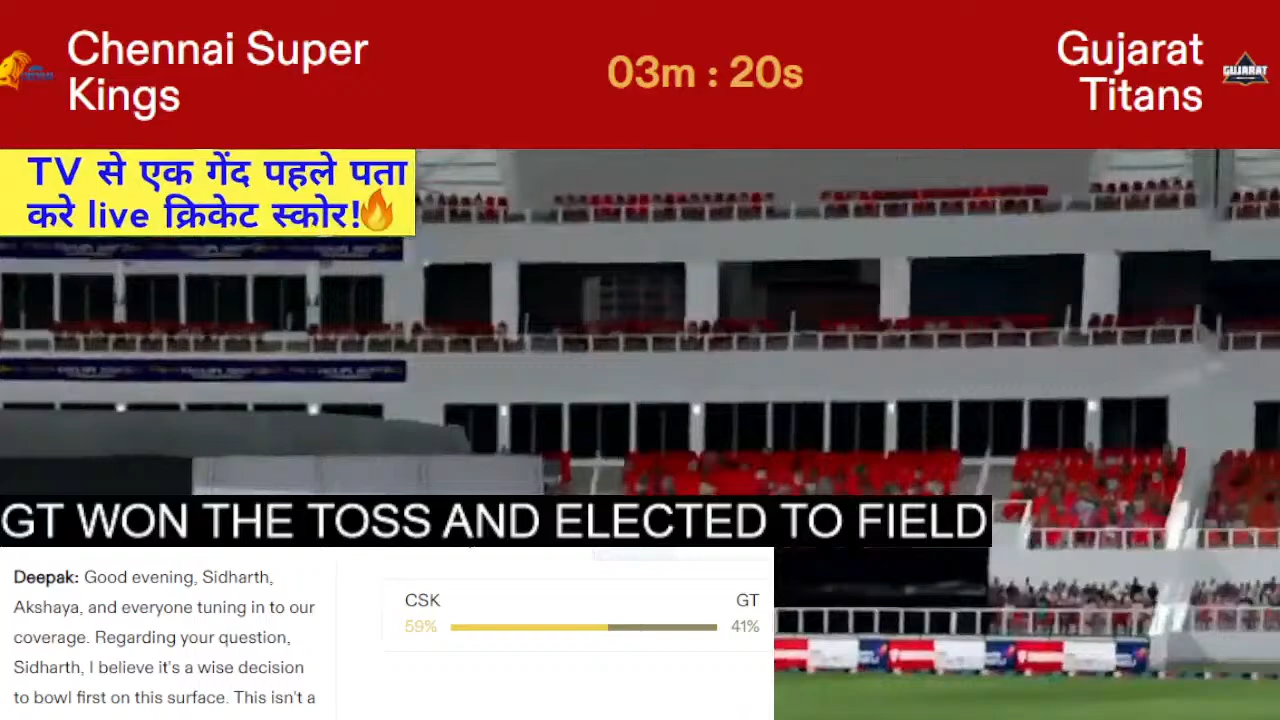 Chennai Super
Kings
03m : 20s
Gujarat
Titans
GUJARAT
TV से एक गेंद पहले पता
करे live क्रिकेट स्कोर!🔥
GT WON THE TOSS AND ELECTED TO FIELD
Deepak: Good evening, Sidharth,
Akshaya, and everyone tuning in to our
coverage. Regarding your question,
Sidharth, I believe it's a wise decision
to bowl first on this surface. This isn't a
CSK
GT
59%
41%